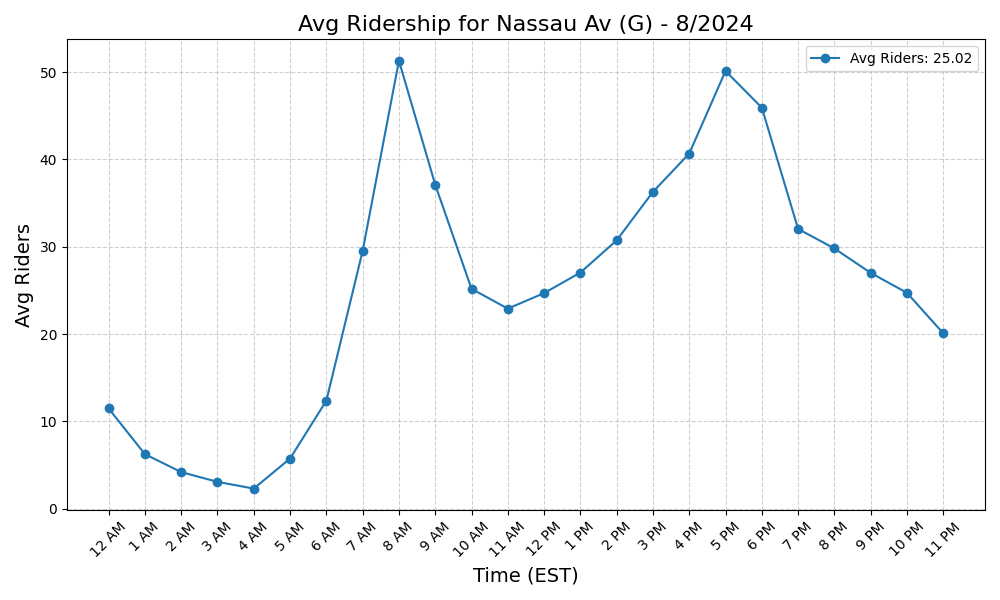 Avg Ridership for Nassau Av (G) - 8/2024
Avg Riders: 25.02
Avg Riders
50
40
30
20
10
0
12 AM
1 AM
2 AM
3 AM
4 AM
5 AM
6 AM
7 AM
8 AM
9 AM
10 AM
11 AM
12 PM
1 PM
2 PM
3 PM
4 PM
5 PM
6 PM
7 PM
8 PM
9 PM
10 PM
11 PM
Time (EST)